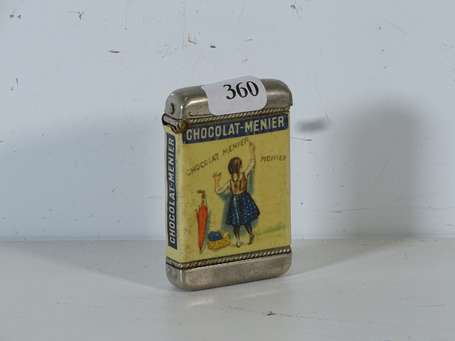 360
CHOCOLAT-MENIER
CHOCOLAT MENIER
MENIER
CHOCOLAT-MENIER